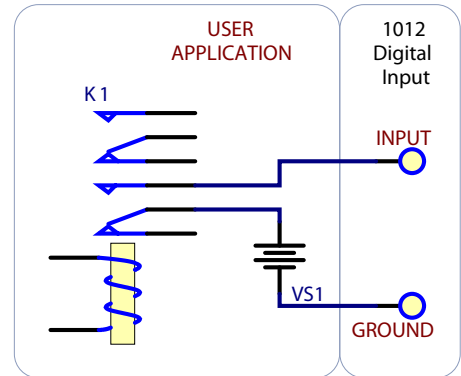 USER
APPLICATION
1012
Digital
Input
K1
INPUT
VS1
GROUND